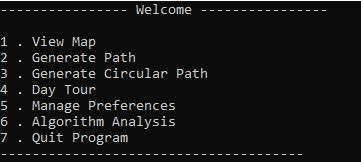 ---------------- Welcome ----------------
1 . View Map
2 . Generate Path
3 . Generate Circular Path
4 . Day Tour
5 . Manage Preferences
6 . Algorithm Analysis
7 . Quit Program
--------------------------------------